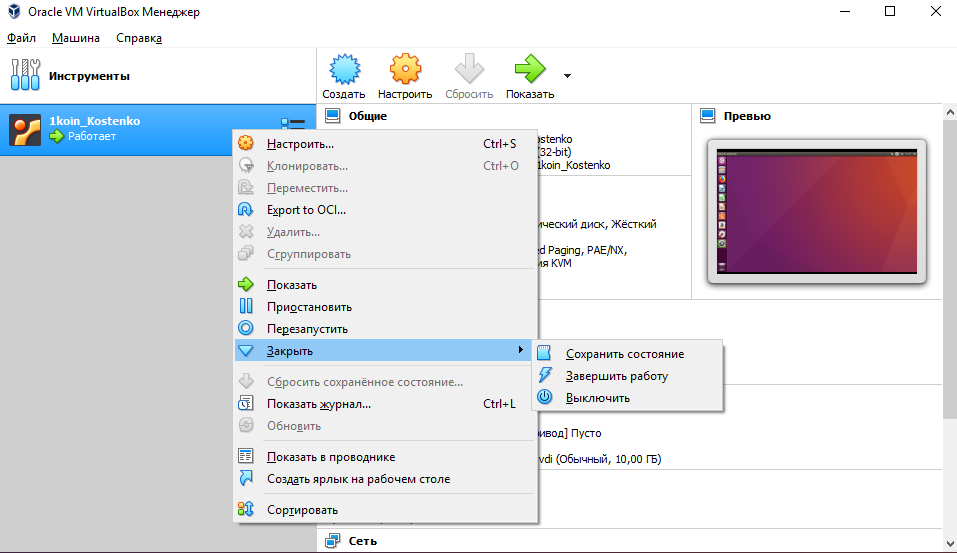 Oracle VM VirtualBox Менеджер
Файл Машина Справка
Инструменты
Создать Настроить Сбросить Показать
1koin_Kostenko
Работает
Общие
ostenko
(32-bit)
1koin_Kostenko
ический диск, Жёсткий
ed Paging, PAE/NX,
ия KVM
Превью
Настроить... Ctrl+S
Клонировать... Ctrl+O
Переместить...
Export to OCI...
Удалить...
Сгруппировать
Показать
Приостановить
Перезапустить
Закрыть
Сбросить сохранённое состояние...
Показать журнал... Ctrl+L
Обновить
Показать в проводнике
Создать ярлык на рабочем столе
Сортировать
Сохранить состояние
Завершить работу
Выключить
ривод] Пусто
vdi (Обычный, 10,00 ГБ)
Сеть